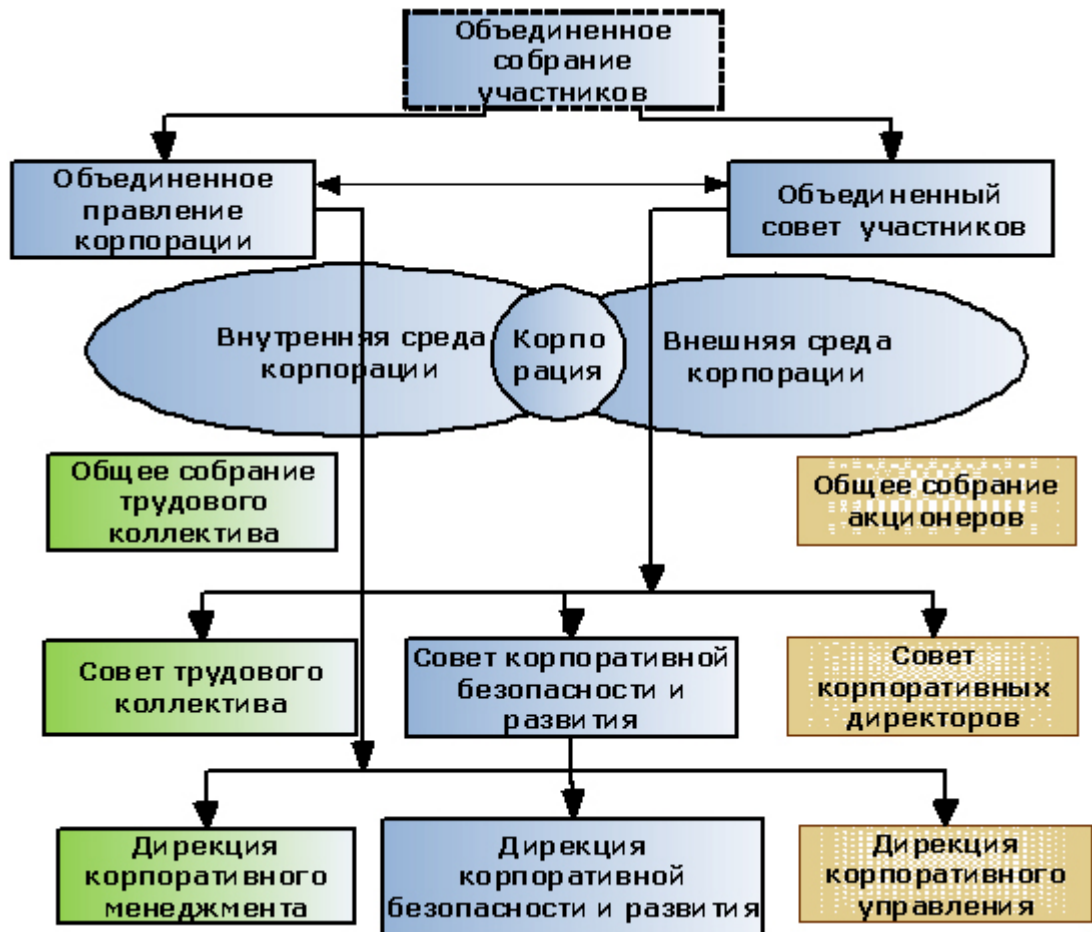 Объединенное
собрание
участников
Объединенное
правление
корпорации
Объединенный
совет участников
Внутренняя среда
корпорации
Корпо
рация
Внешняя среда
корпорации
Общее собрание
трудового
коллектива
Общее собрание
акционеров
Совет трудового
коллектива
Совет корпоративной
безопасности и
развития
Совет
корпоративных
директоров
Дирекция
корпоративного
менеджмента
Дирекция
корпоративной
безопасности и развития
Дирекция
корпоративного
управления